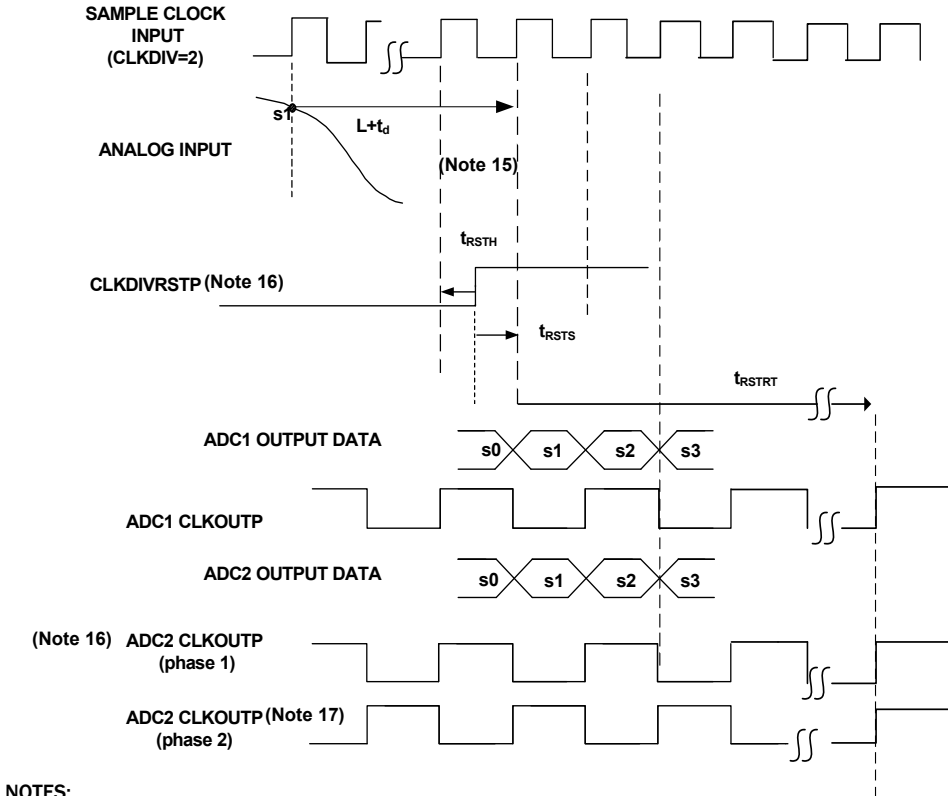 SAMPLE CLOCK
INPUT
(CLKDIV=2)
s1
L+td
ANALOG INPUT
(Note 15)
tRSTH
CLKDIVRSTP (Note 16)
tRSTS
tRSTRT
ADC1 OUTPUT DATA
s0 s1 s2 s3
ADC1 CLKOUTP
ADC2 OUTPUT DATA
s0 s1 s2 s3
(Note 16) ADC2 CLKOUTP
(phase 1)
ADC2 CLKOUTP (Note 17)
(phase 2)
NOTES: